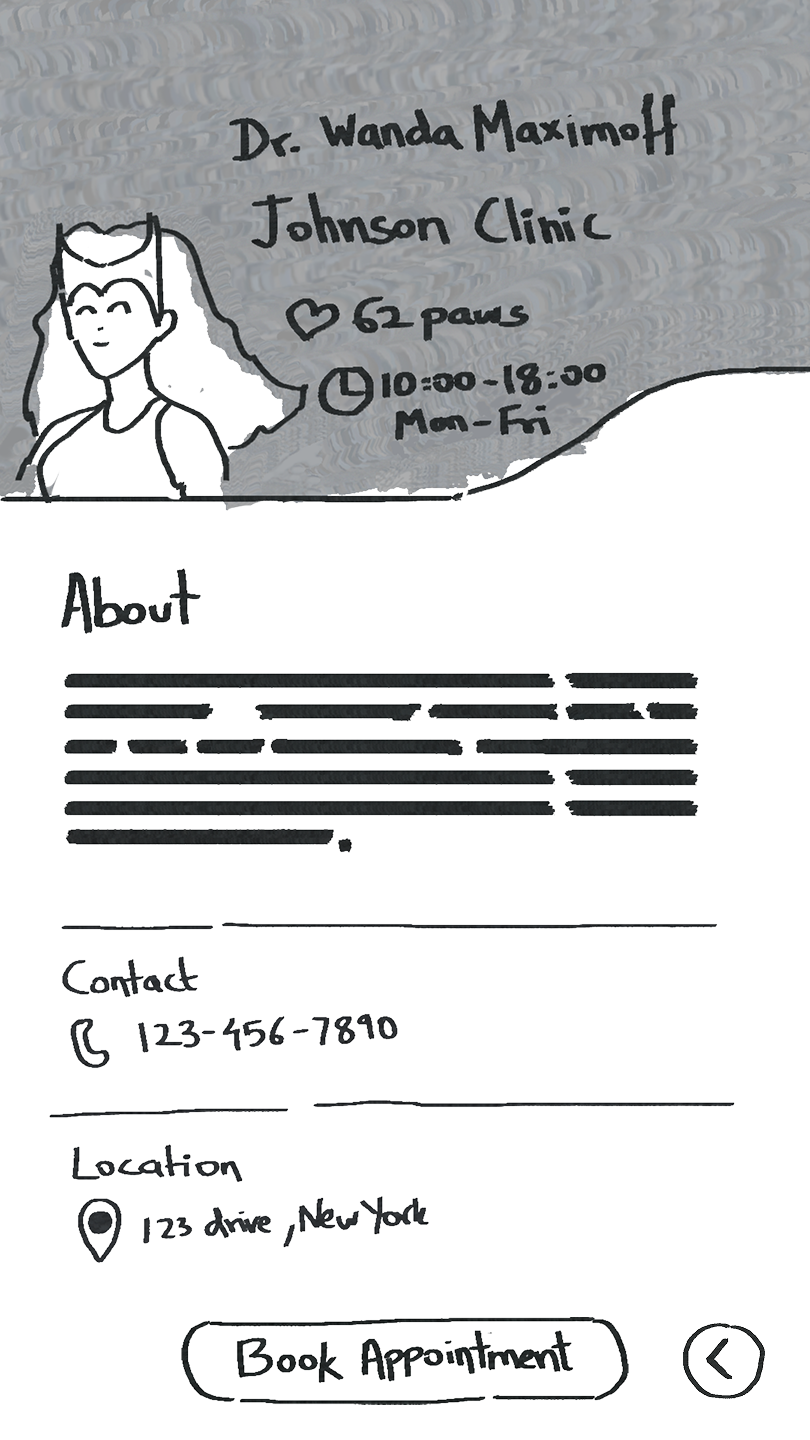 Dr. Wanda Maximoff
Johnson Clinic
62 paws
10:00-18:00
Mon-Fri
About
Contact
123-456-7890
Location
123 drive, New York
Book Appointment